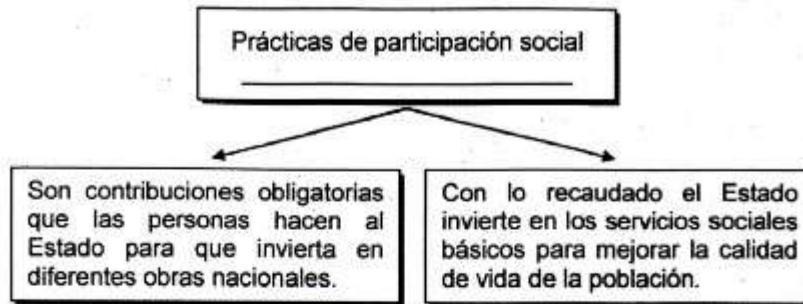 Prácticas de participación social
Son contribuciones obligatorias
que las personas hacen al
Estado para que invierta en
diferentes obras nacionales.
Con lo recaudado el Estado
invierte en los servicios sociales
básicos para mejorar la calidad
de vida de la población.